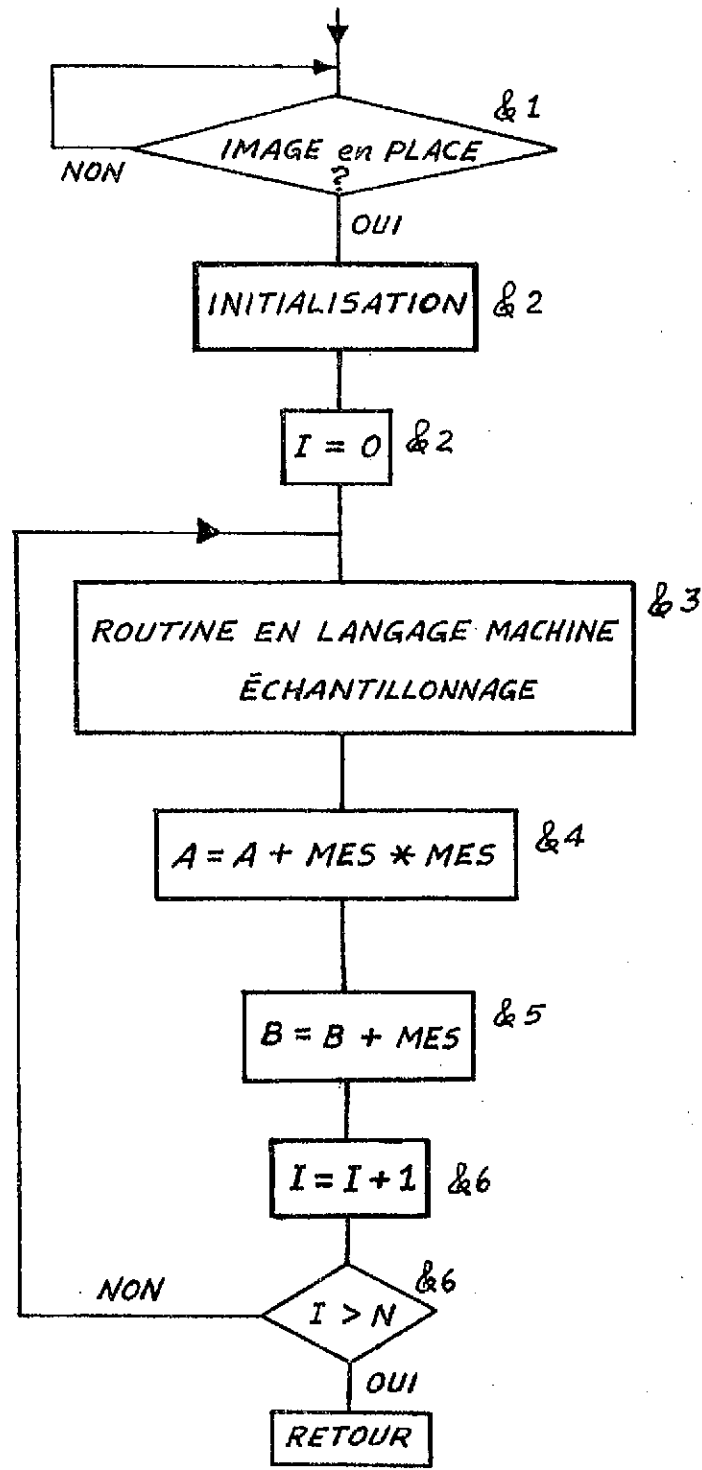 &1
IMAGE en PLACE
?
NON
OUI
INITIALISATION &2
I = 0 &2
&3
ROUTINE EN LANGAGE MACHINE
ÉCHANTILLONNAGE
A = A + MES * MES &4
B = B + MES &5
I = I + 1 &6
&6
NON
I > N
OUI
RETOUR